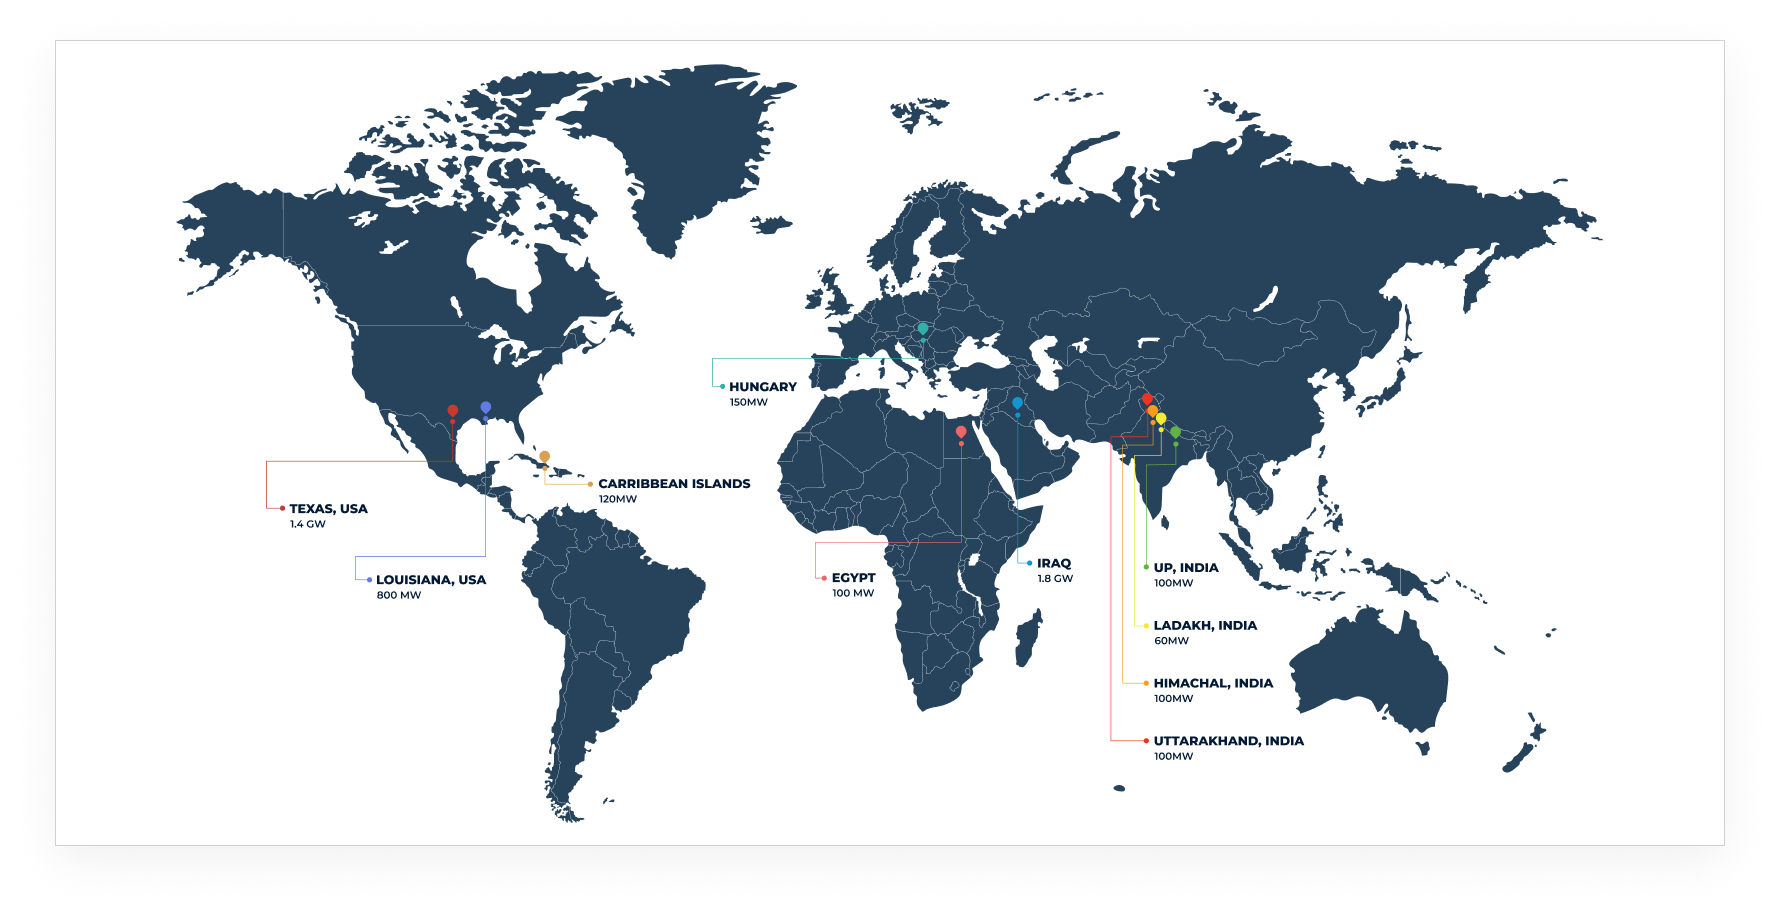 HUNGARY
150MW
CARRIBBEAN ISLANDS
120MW
TEXAS, USA
1.4 GW
LOUISIANA, USA
800 MW
EGYPT
100 MW
IRAQ
1.8 GW
UP, INDIA
100MW
LADAKH, INDIA
60MW
HIMACHAL, INDIA
100MW
UTTARAKHAND, INDIA
100MW